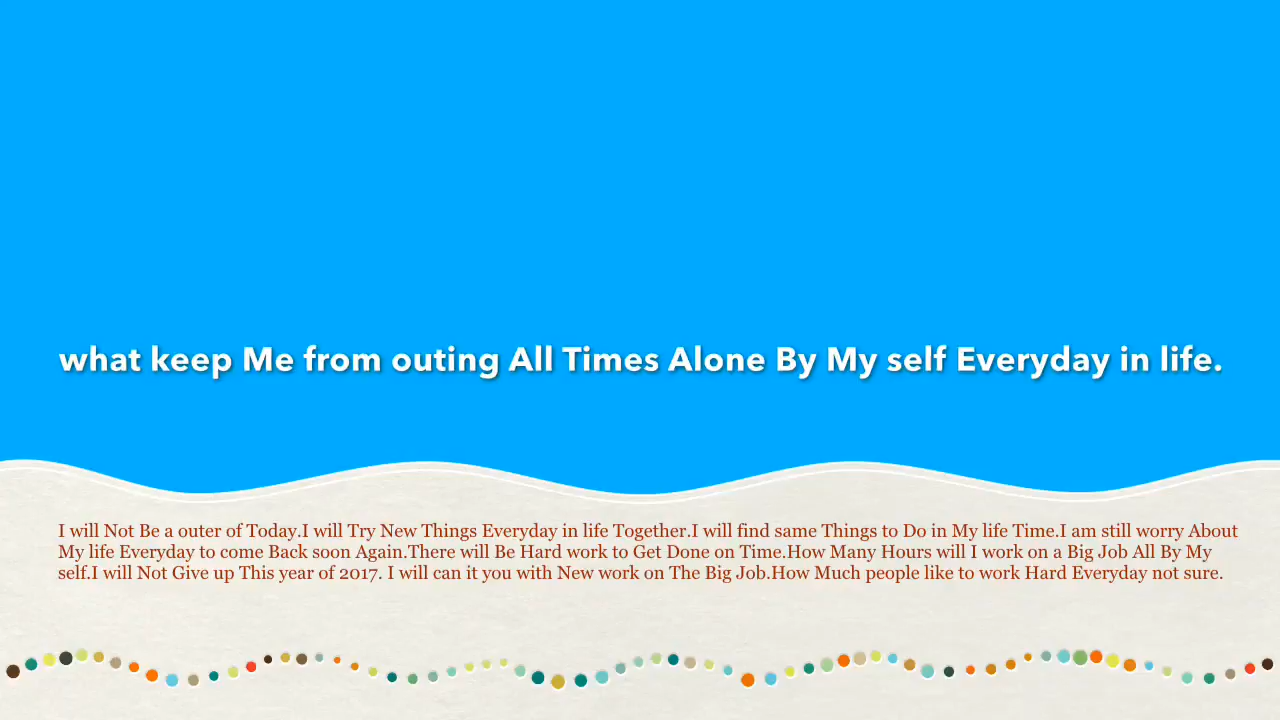 what keep Me from outing All Times Alone By My self Everyday in life.
I will Not Be a outer of Today.I will Try New Things Everyday in life Together.I will find same Things to Do in My life Time.I am still worry About
My life Everyday to come Back soon Again.There will Be Hard work to Get Done on Time.How Many Hours will I work on a Big Job All By My
self.I will Not Give up This year of 2017. I will can it you with New work on The Big Job.How Much people like to work Hard Everyday not sure.